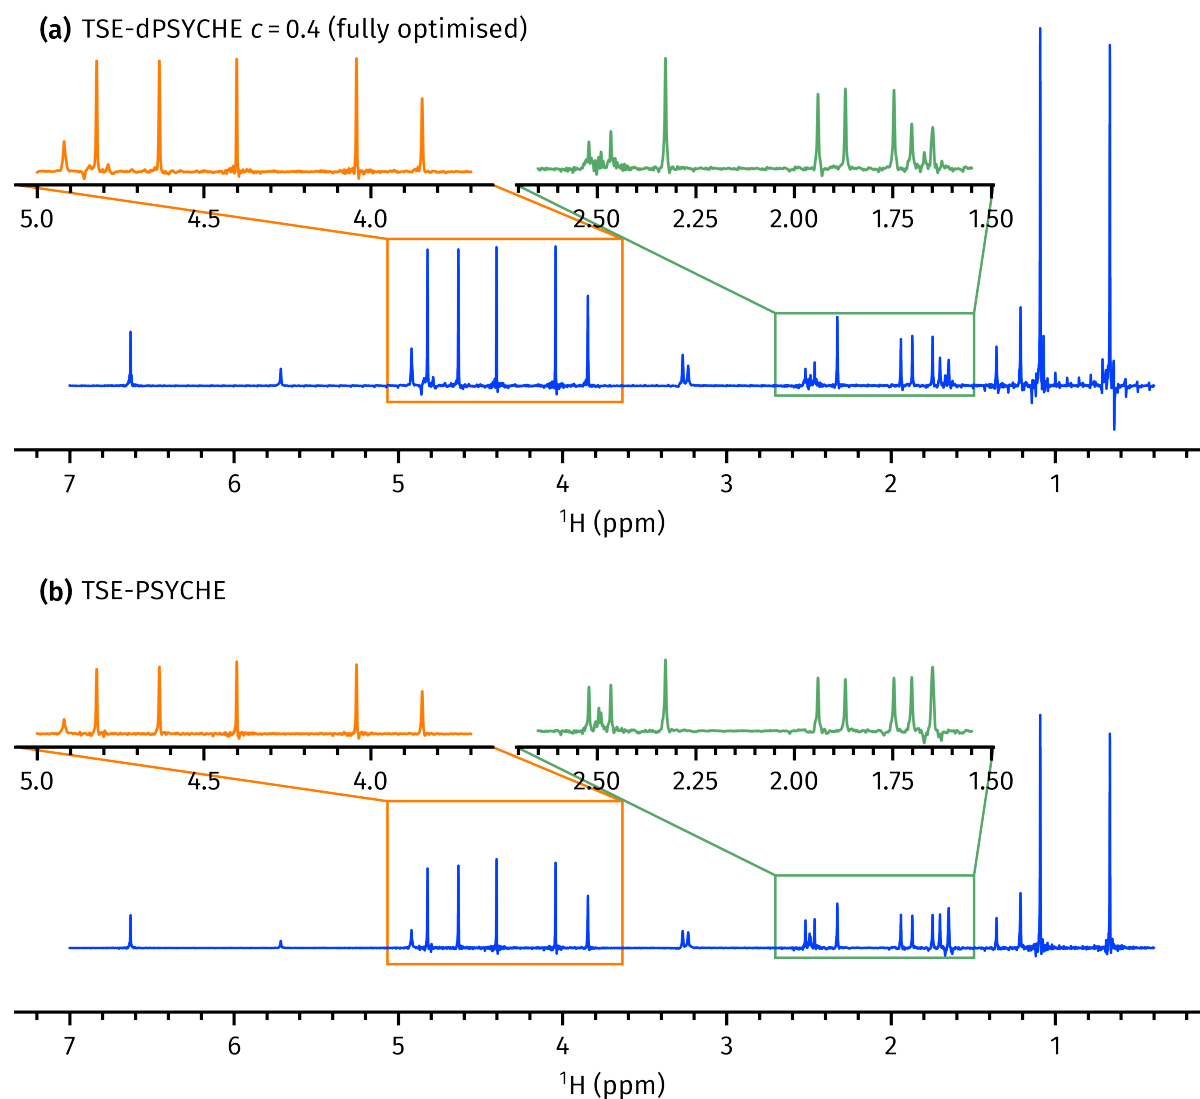 (a) TSE-dPSYCHE c = 0.4 (fully optimised)
5.0 4.5 4.0 2.50 2.25 2.00 1.75 1.50
7 6 5 4 3 2 1
¹H (ppm)
(b) TSE-PSYCHE
5.0 4.5 4.0 2.50 2.25 2.00 1.75 1.50
7 6 5 4 3 2 1
¹H (ppm)